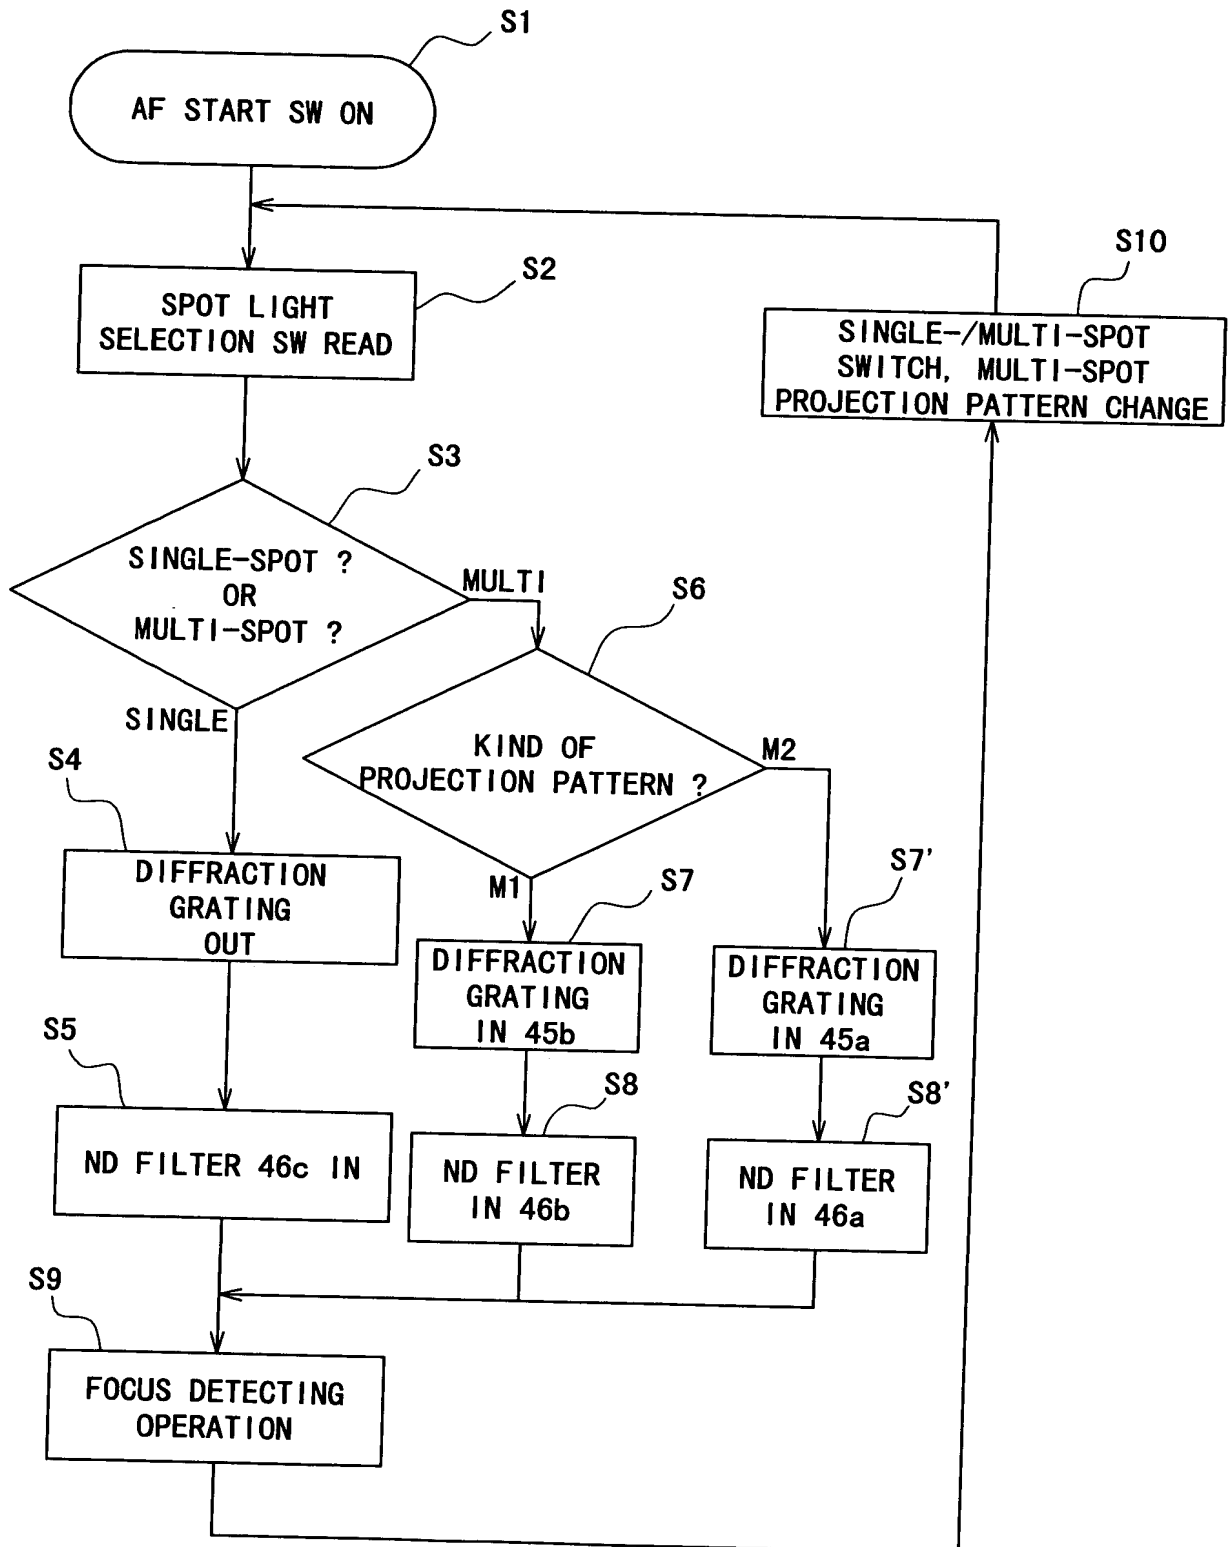 S1
AF START SW ON
S2
SPOT LIGHT
SELECTION SW READ
S10
SINGLE-/MULTI-SPOT
SWITCH, MULTI-SPOT
PROJECTION PATTERN CHANGE
S3
SINGLE-SPOT ?
OR
MULTI-SPOT ?
MULTI
SINGLE
S6
KIND OF
PROJECTION PATTERN ?
M2
M1
S4
DIFFRACTION
GRATING
OUT
S7
DIFFRACTION
GRATING
IN 45b
S7'
DIFFRACTION
GRATING
IN 45a
S5
ND FILTER 46c IN
S8
ND FILTER
IN 46b
S8'
ND FILTER
IN 46a
S9
FOCUS DETECTING
OPERATION